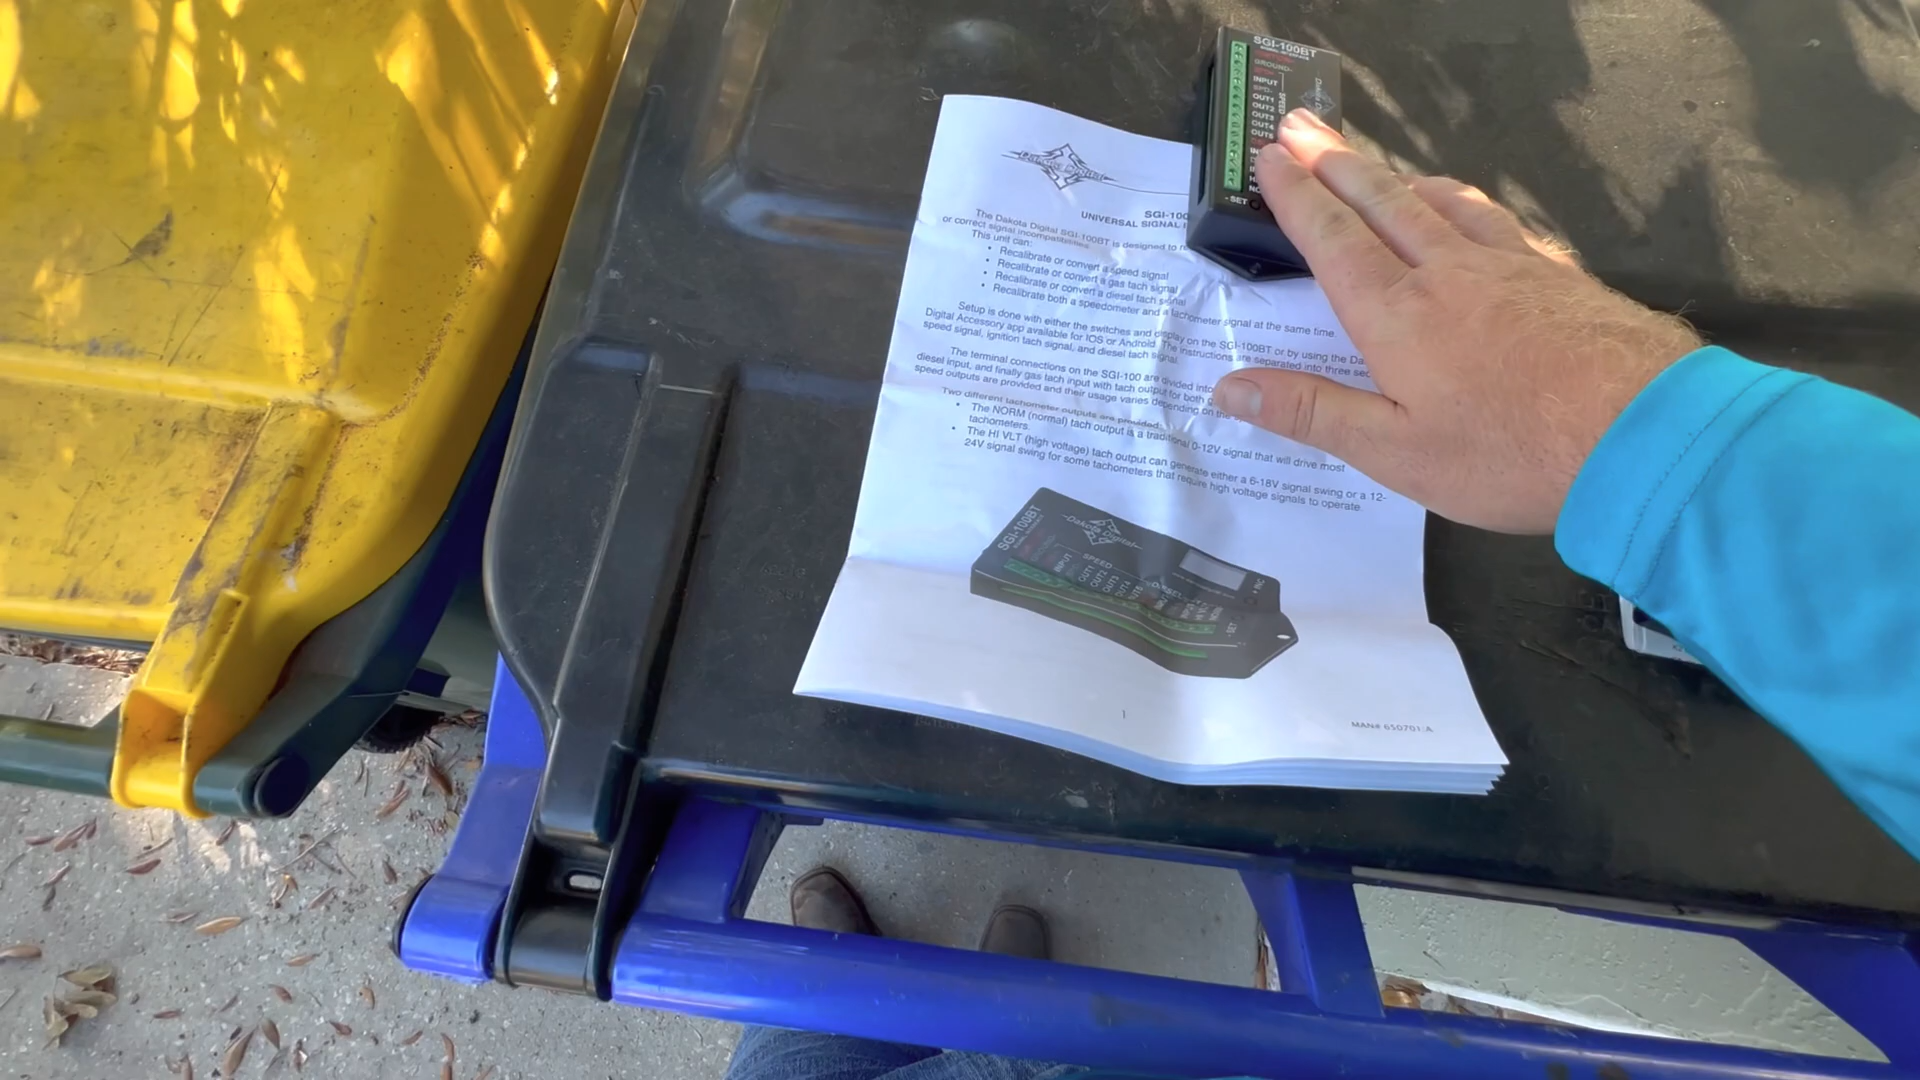 SGI-100BT
SIGNAL INTERFACE
GROUND-
INPUT
SPD-
OUT1
OUT2
OUT3
OUT4
OUT5
SPEED
- SET
Dakota Digital
SGI-100
UNIVERSAL SIGNAL I
The Dakota Digital SGI-100BT is designed to
or correct signal incompatibilities.
This unit can:
• Recalibrate or convert a speed signal
• Recalibrate or convert a gas tach signal
• Recalibrate or convert a diesel tach signal
• Recalibrate both a speedometer and a tachometer signal at the same time.
Setup is done with either the switches and display on the SGI-100BT or by using the Da
Digital Accessory app available for IOS or Android. The instructions are separated into three sec
speed signal, ignition tach signal, and diesel tach signal.
The terminal connections on the SGI-100 are divided into
diesel input, and finally gas tach input with tach output for both g
speed outputs are provided and their usage varies depending on the
Two different tachometer outputs are provided:
• The NORM (normal) tach output is a traditional 0-12V signal that will drive most
tachometers.
• The HI VLT (high voltage) tach output can generate either a 6-18V signal swing or a 12-
24V signal swing for some tachometers that require high voltage signals to operate.
SGI-100BT
Dakota Digital
SPEED
INPUT
OUT1
OUT2
OUT3
OUT4
OUT5
DIESEL
- SET
+ INC
1
MAN# 650701:A